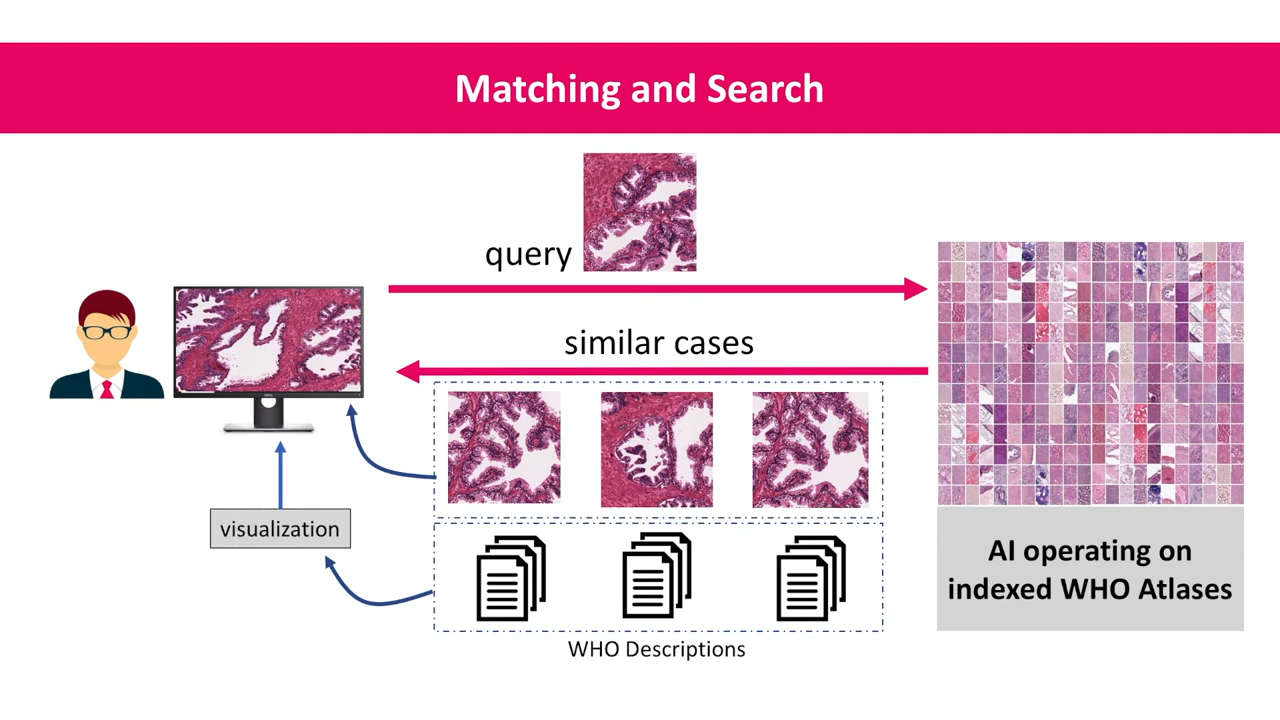 Matching and Search
query
similar cases
visualization
WHO Descriptions
AI operating on
indexed WHO Atlases